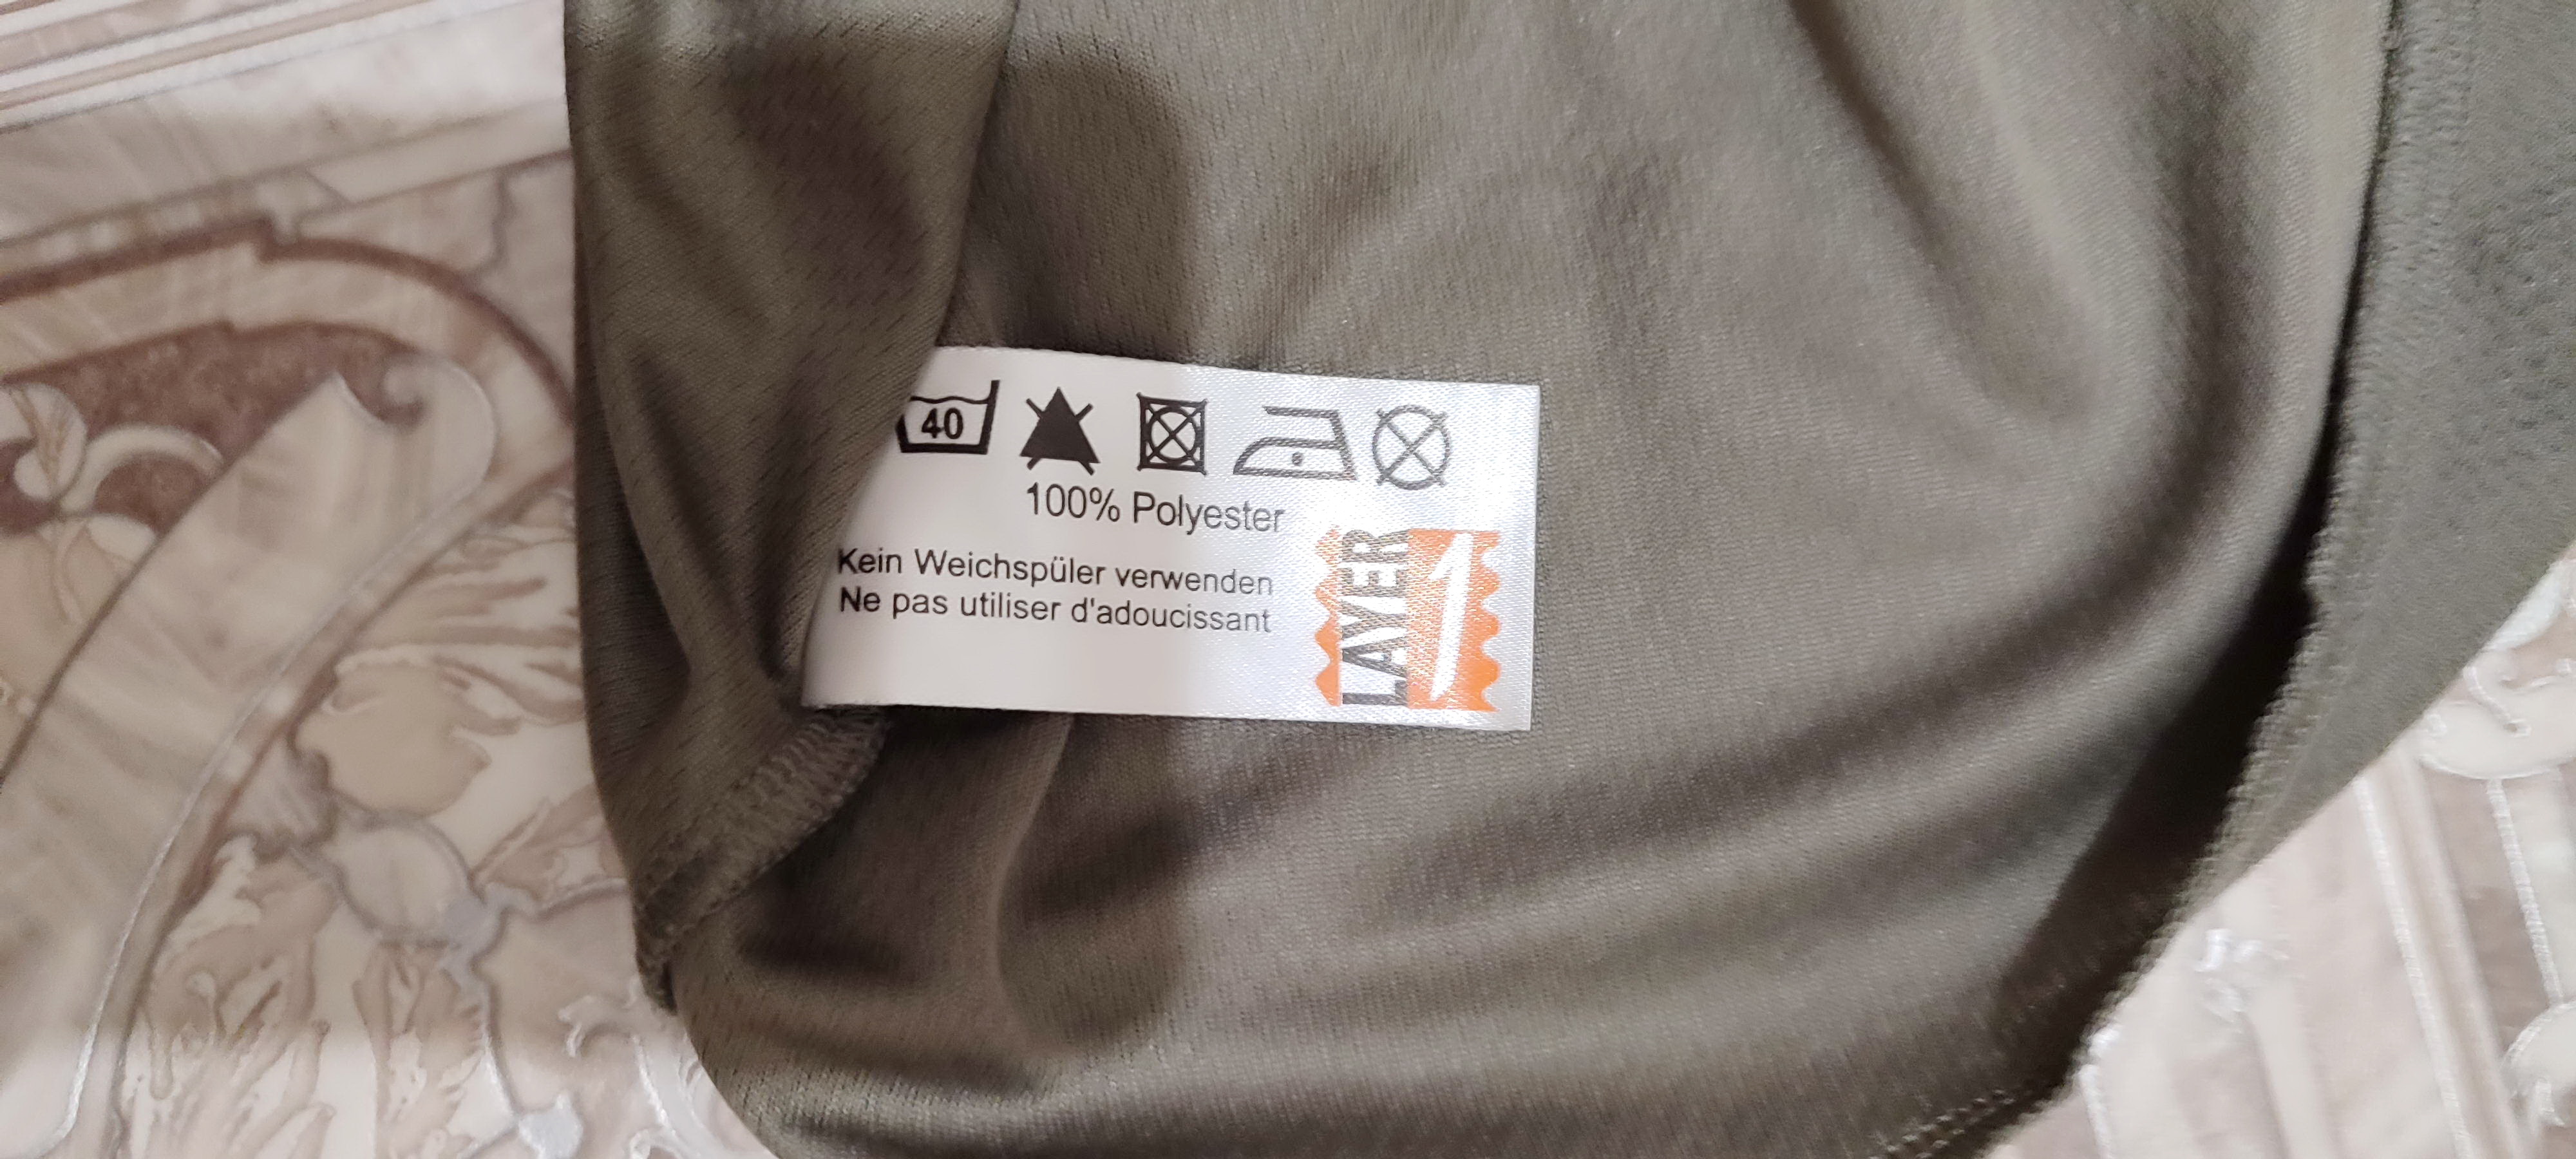 40
100% Polyester
Kein Weichspüler verwenden
Ne pas utiliser d'adoucissant
LAYER
1